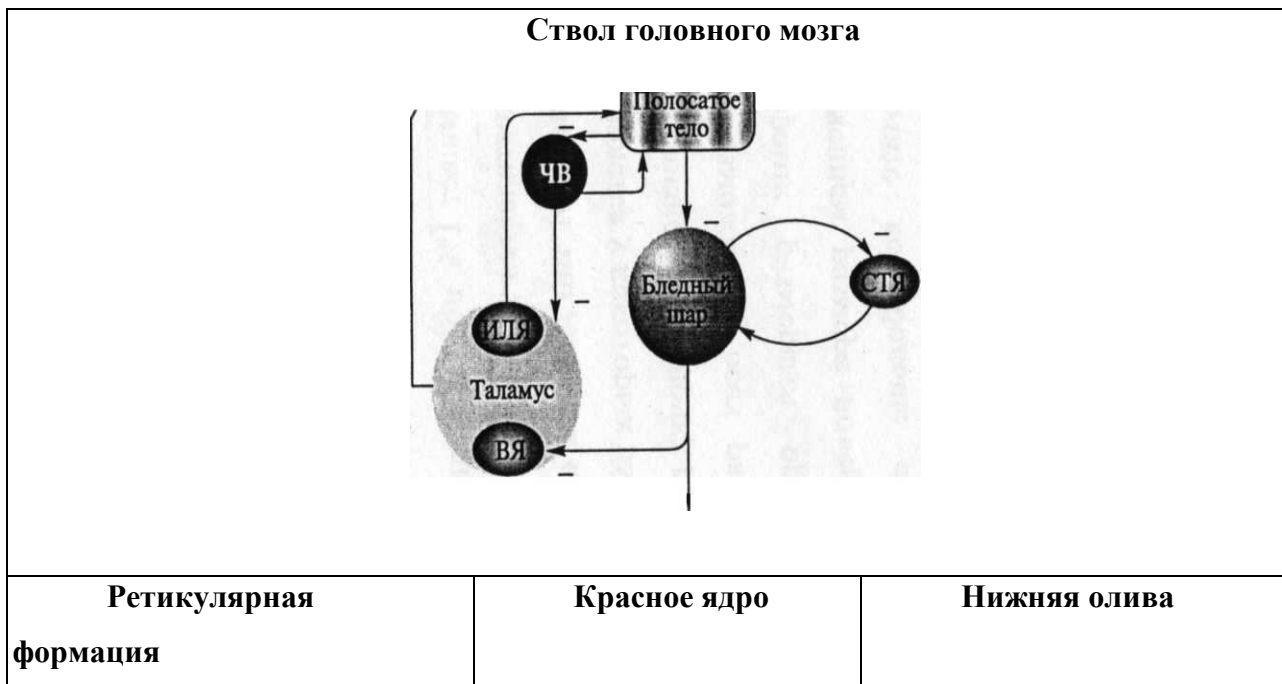 Ствол головного мозга
Полосатое
тело
ЧВ
Бледный
шар
СТЯ
ИЛЯ
Таламус
ВЯ
Ретикулярная
формация
Красное ядро
Нижняя олива